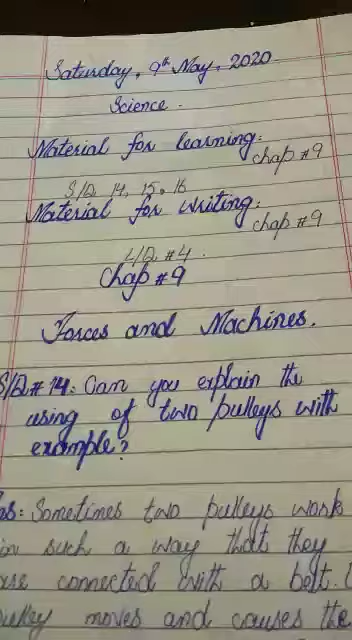 Saturday, 9th May, 2020
Science.
Material for learning:
chap #9
S/Q 14, 15, 16
Material for writing:
chap #9
L/Q #4.
Chap #9
Forces and Machines.
S/Q# 14: Can you explain the
using of two pulleys with
example?
Ans: Sometimes two pulleys work
in such a way that they
are connected with a belt.
pulley moves and causes the